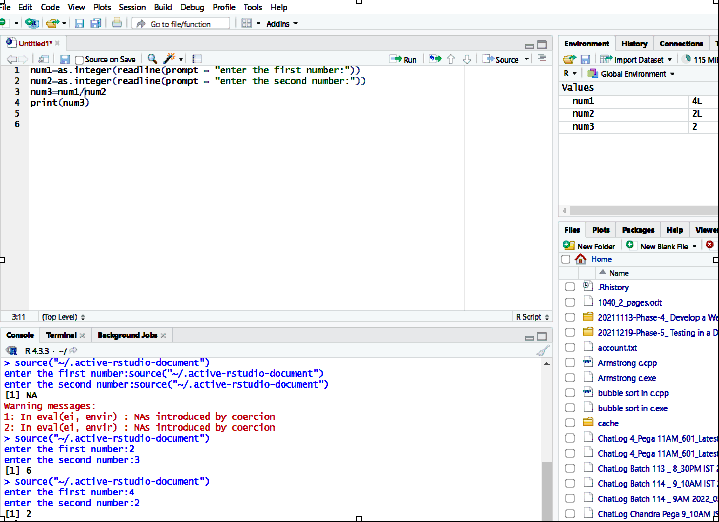 File Edit Code View Plots Session Build Debug Profile Tools Help
Go to file/function
Addins
Untitled1*
Source on Save
Run
Source
1 num1=as.integer(readline(prompt = "enter the first number:"))
2 num2=as.integer(readline(prompt = "enter the second number:"))
3 num3=num1/num2
4 print(num3)
5
6
3:11 (Top Level) R Script
Console Terminal Background Jobs
R 4.3.3 · ~/
> source("~/.active-rstudio-document")
enter the first number:source("~/.active-rstudio-document")
enter the second number:source("~/.active-rstudio-document")
[1] NA
Warning messages:
1: In eval(ei, envir) : NAs introduced by coercion
2: In eval(ei, envir) : NAs introduced by coercion
> source("~/.active-rstudio-document")
enter the first number:2
enter the second number:3
[1] 6
> source("~/.active-rstudio-document")
enter the first number:4
enter the second number:2
[1] 2
Environment History Connections T
Import Dataset 115 Mi
R Global Environment
Values
num1 4L
num2 2L
num3 2
Files Plots Packages Help Viewer
New Folder New Blank File
Home
Name
.Rhistory
1040_2_pages.odt
20211113-Phase-4_ Develop a We
20211219-Phase-5_ Testing in a D
account.txt
Armstrong c.cpp
Armstrong c.exe
bubble sort in c.cpp
bubble sort in c.exe
cache
ChatLog 4_Pega 11AM_601_Latest
ChatLog 4_Pega 11AM_601_Latest
ChatLog Batch 113 _ 8_30PM IST 2
ChatLog Batch 114 _ 9_10AM IST 2
ChatLog Batch 114 _ 9AM 2022_0
ChatLog Chandra Pega 9_10AM IS